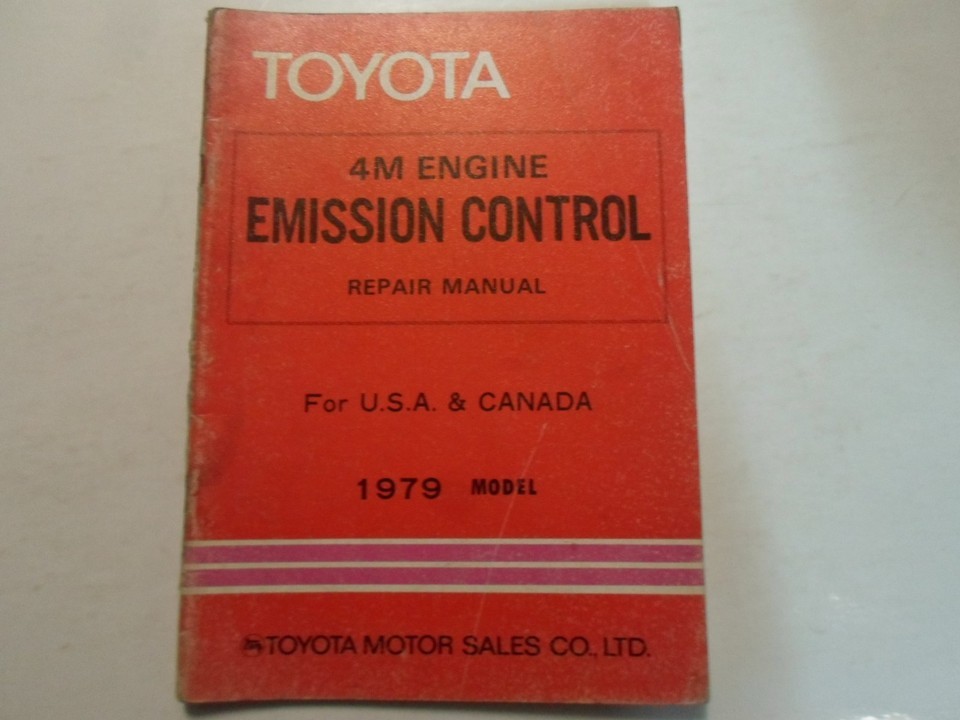 TOYOTA
4M ENGINE
EMISSION CONTROL
REPAIR MANUAL
For U.S.A. & CANADA
1979 MODEL
TOYOTA MOTOR SALES CO., LTD.